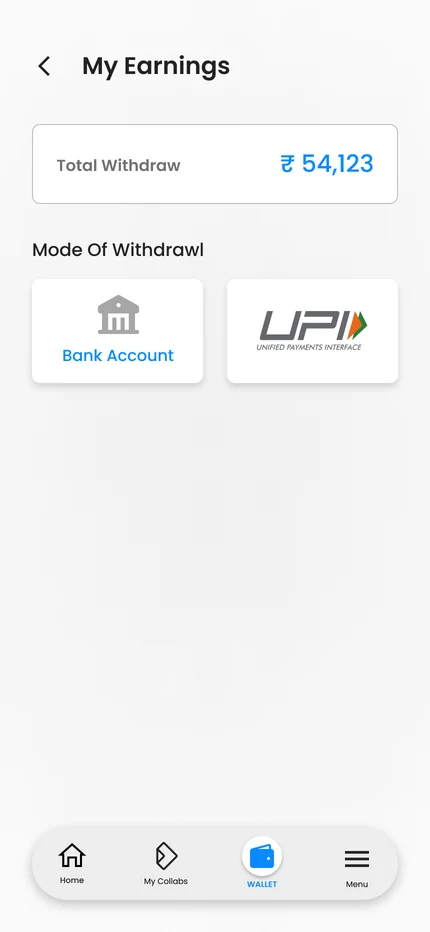 My Earnings
Total Withdraw
₹ 54,123
Mode Of Withdrawl
Bank Account
UPI
UNIFIED PAYMENTS INTERFACE
Home
My Collabs
WALLET
Menu